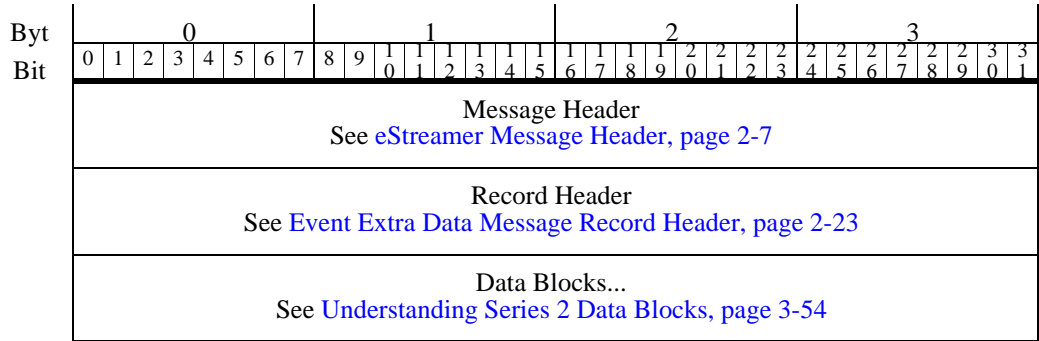 Byt 0 1 2 3
Bit 0 1 2 3 4 5 6 7 8 9 10 11 12 13 14 15 16 17 18 19 20 21 22 23 24 25 26 27 28 29 30 31
Message Header
See eStreamer Message Header, page 2-7
Record Header
See Event Extra Data Message Record Header, page 2-23
Data Blocks...
See Understanding Series 2 Data Blocks, page 3-54